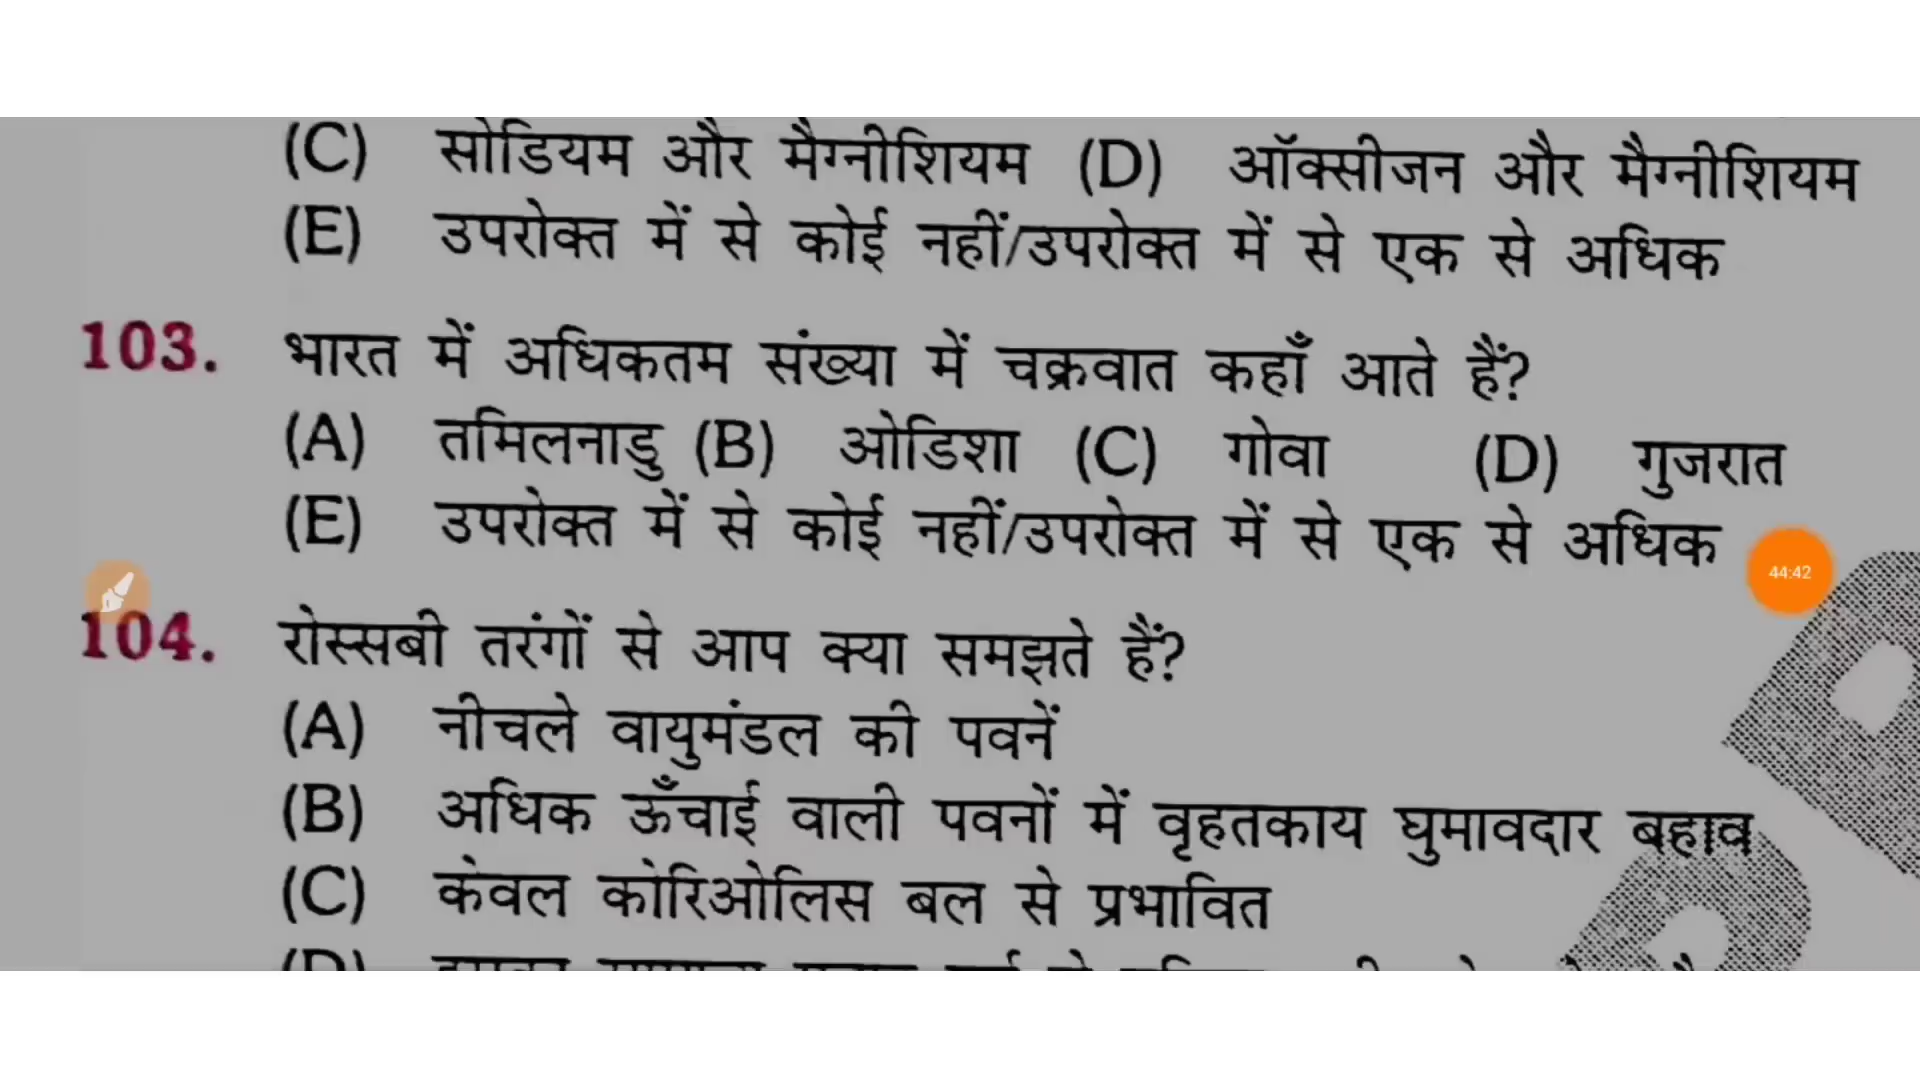 (C) सोडियम और मैग्नीशियम (D) ऑक्सीजन और मैग्नीशियम
(E) उपरोक्त में से कोई नहीं/उपरोक्त में से एक से अधिक
103. भारत में अधिकतम संख्या में चक्रवात कहाँ आते हैं?
(A) तमिलनाडु (B) ओडिशा (C) गोवा (D) गुजरात
(E) उपरोक्त में से कोई नहीं/उपरोक्त में से एक से अधिक
44:42
104. रोस्सबी तरंगों से आप क्या समझते हैं?
(A) नीचले वायुमंडल की पवनें
(B) अधिक ऊँचाई वाली पवनों में वृहतकाय घुमावदार बहाव
(C) केवल कोरिओलिस बल से प्रभावित
(D)